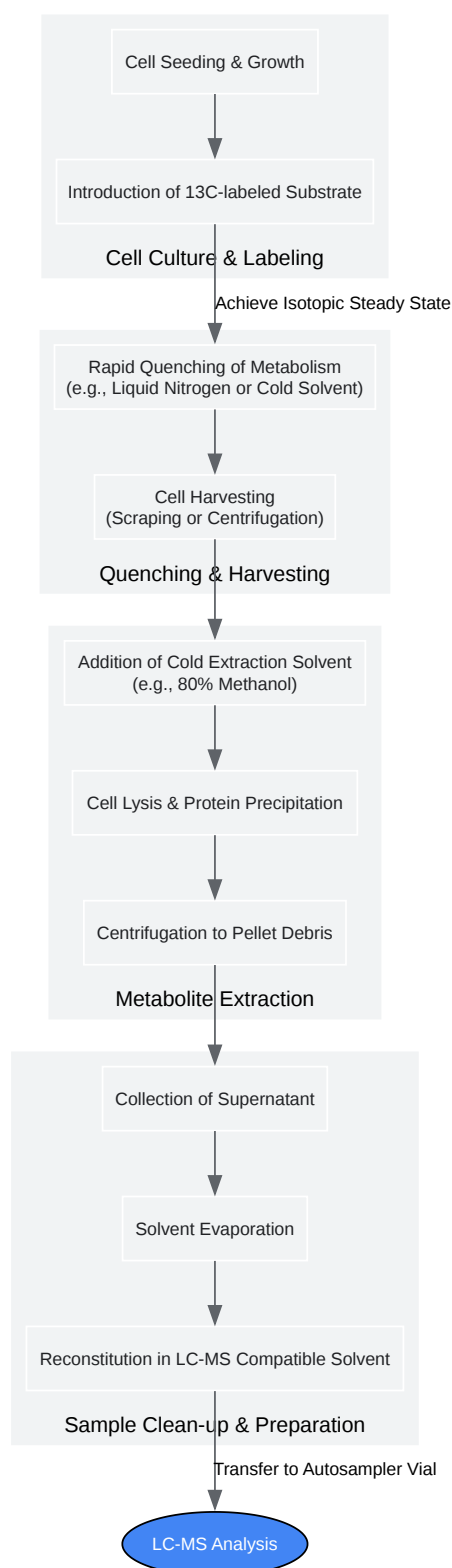 Cell Seeding & Growth
Introduction of 13C-labeled Substrate
Cell Culture & Labeling
Achieve Isotopic Steady State
Rapid Quenching of Metabolism
(e.g., Liquid Nitrogen or Cold Solvent)
Cell Harvesting
(Scraping or Centrifugation)
Quenching & Harvesting
Addition of Cold Extraction Solvent
(e.g., 80% Methanol)
Cell Lysis & Protein Precipitation
Centrifugation to Pellet Debris
Metabolite Extraction
Collection of Supernatant
Solvent Evaporation
Reconstitution in LC-MS Compatible Solvent
Sample Clean-up & Preparation
Transfer to Autosampler Vial
LC-MS Analysis